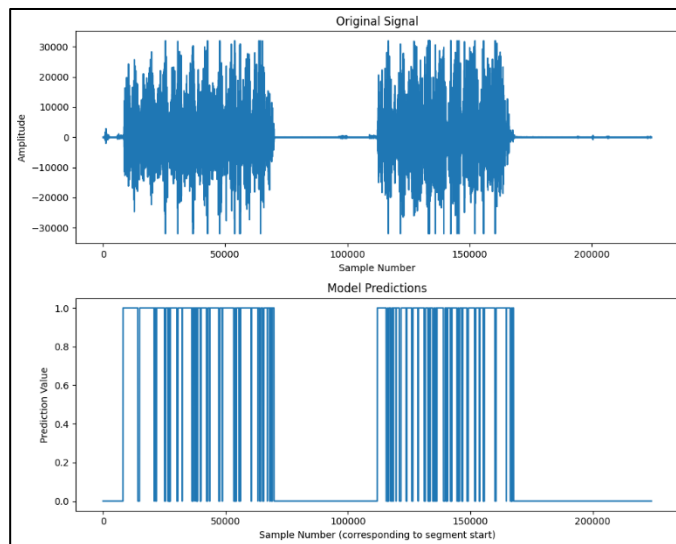 Original Signal
30000
20000
10000
0
−10000
−20000
−30000
Amplitude
0 50000 100000 150000 200000
Sample Number
Model Predictions
1.0
0.8
0.6
0.4
0.2
0.0
Prediction Value
0 50000 100000 150000 200000
Sample Number (corresponding to segment start)